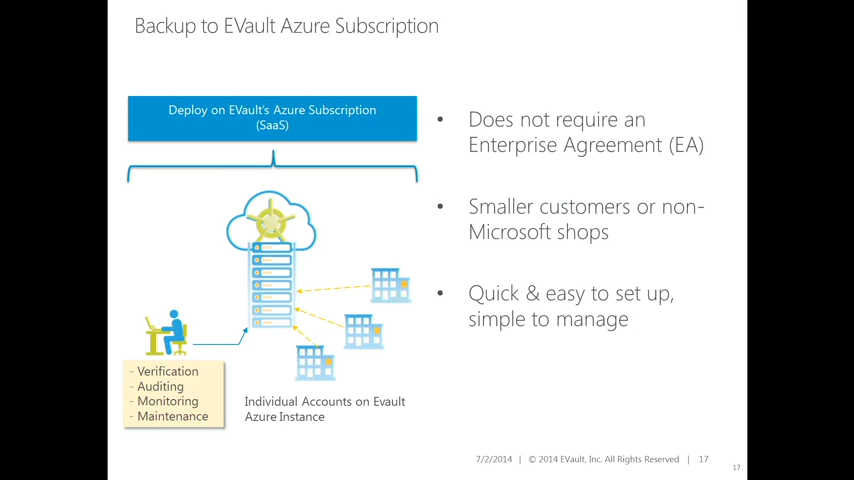 Backup to EVault Azure Subscription
Deploy on EVault's Azure Subscription
(SaaS)
• Does not require an
Enterprise Agreement (EA)
• Smaller customers or non-
Microsoft shops
• Quick & easy to set up,
simple to manage
- Verification
- Auditing
- Monitoring
- Maintenance
Individual Accounts on Evault
Azure Instance
7/2/2014 | © 2014 EVault, Inc. All Rights Reserved | 17
17